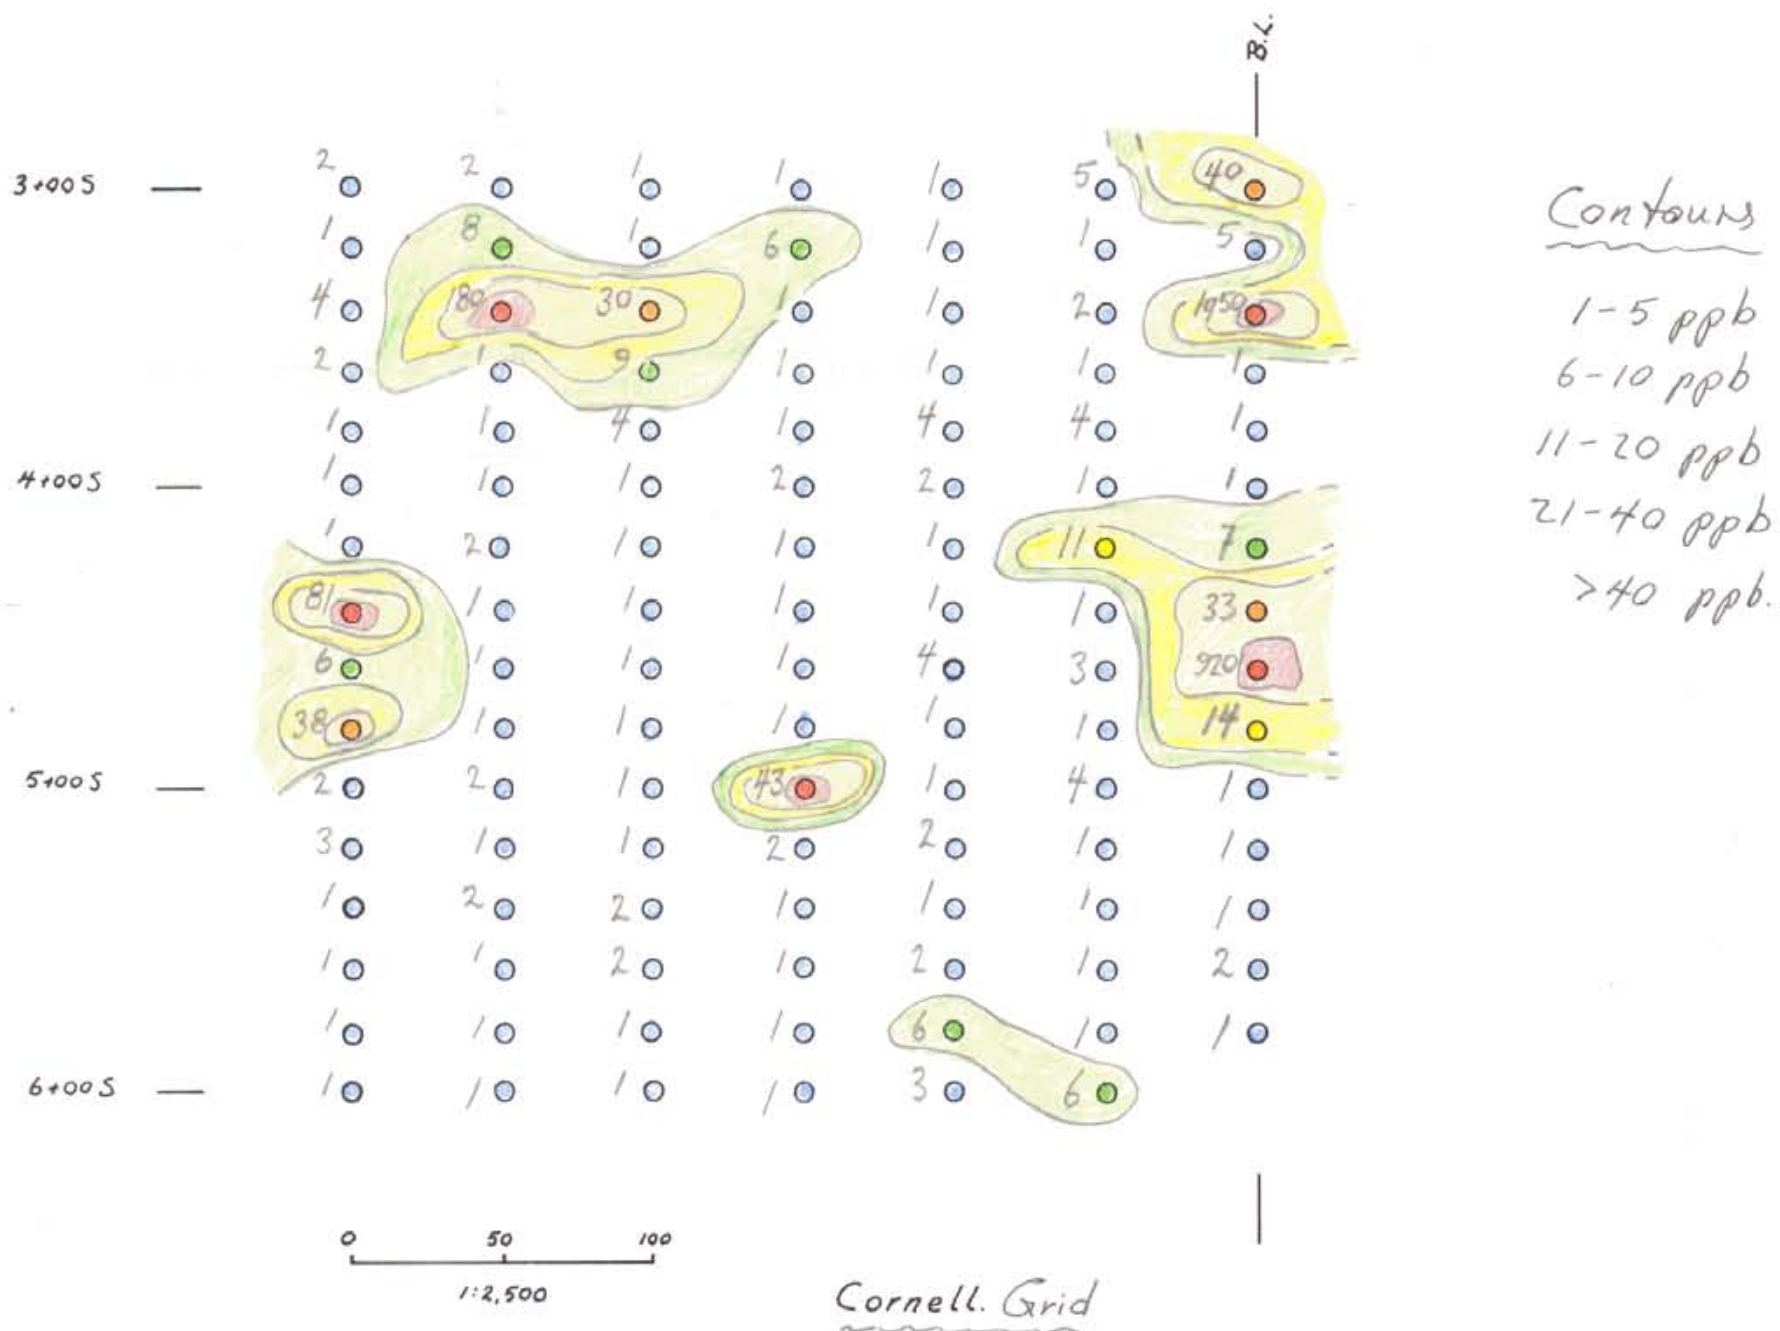 B.L.
3+00S 2 2 1 1 1 5 40
1 8 1 6 1 1 5
4 180 30 1 1 2 1950
2 1 9 1 1 1 1
1 1 4 1 4 4 1
4+00S 1 1 1 2 2 1 1
1 2 1 1 1 11 7
81 1 1 1 1 1 33
6 1 1 1 4 3 920
38 1 1 1 1 1 14
5+00S 2 2 1 43 1 4 1
3 1 1 2 2 1 1
1 2 2 1 1 1 1
1 1 2 1 2 1 2
1 1 1 1 6 1 1
6+00S 1 1 1 1 3 6
Contours
1-5 ppb
6-10 ppb
11-20 ppb
21-40 ppb
>40 ppb.
0 50 100
1:2,500
Cornell. Grid